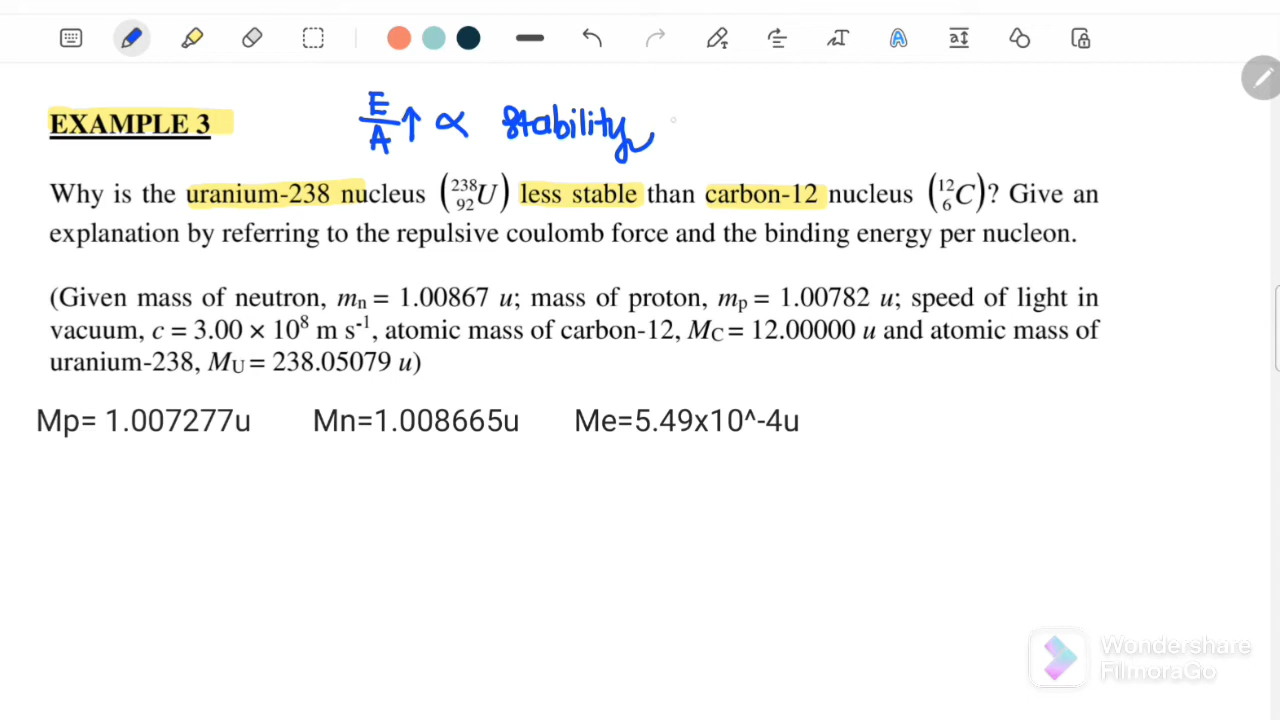 EXAMPLE 3
E/A ↑ ∝ Stability
Why is the uranium-238 nucleus (²³⁸₉₂U) less stable than carbon-12 nucleus (¹²₆C)? Give an
explanation by referring to the repulsive coulomb force and the binding energy per nucleon.
(Given mass of neutron, mₙ = 1.00867 u; mass of proton, mₚ = 1.00782 u; speed of light in
vacuum, c = 3.00 × 10⁸ m s⁻¹, atomic mass of carbon-12, M_C = 12.00000 u and atomic mass of
uranium-238, M_U = 238.05079 u)
Mp= 1.007277u Mn=1.008665u Me=5.49x10^-4u
Wondershare
FilmoraGo